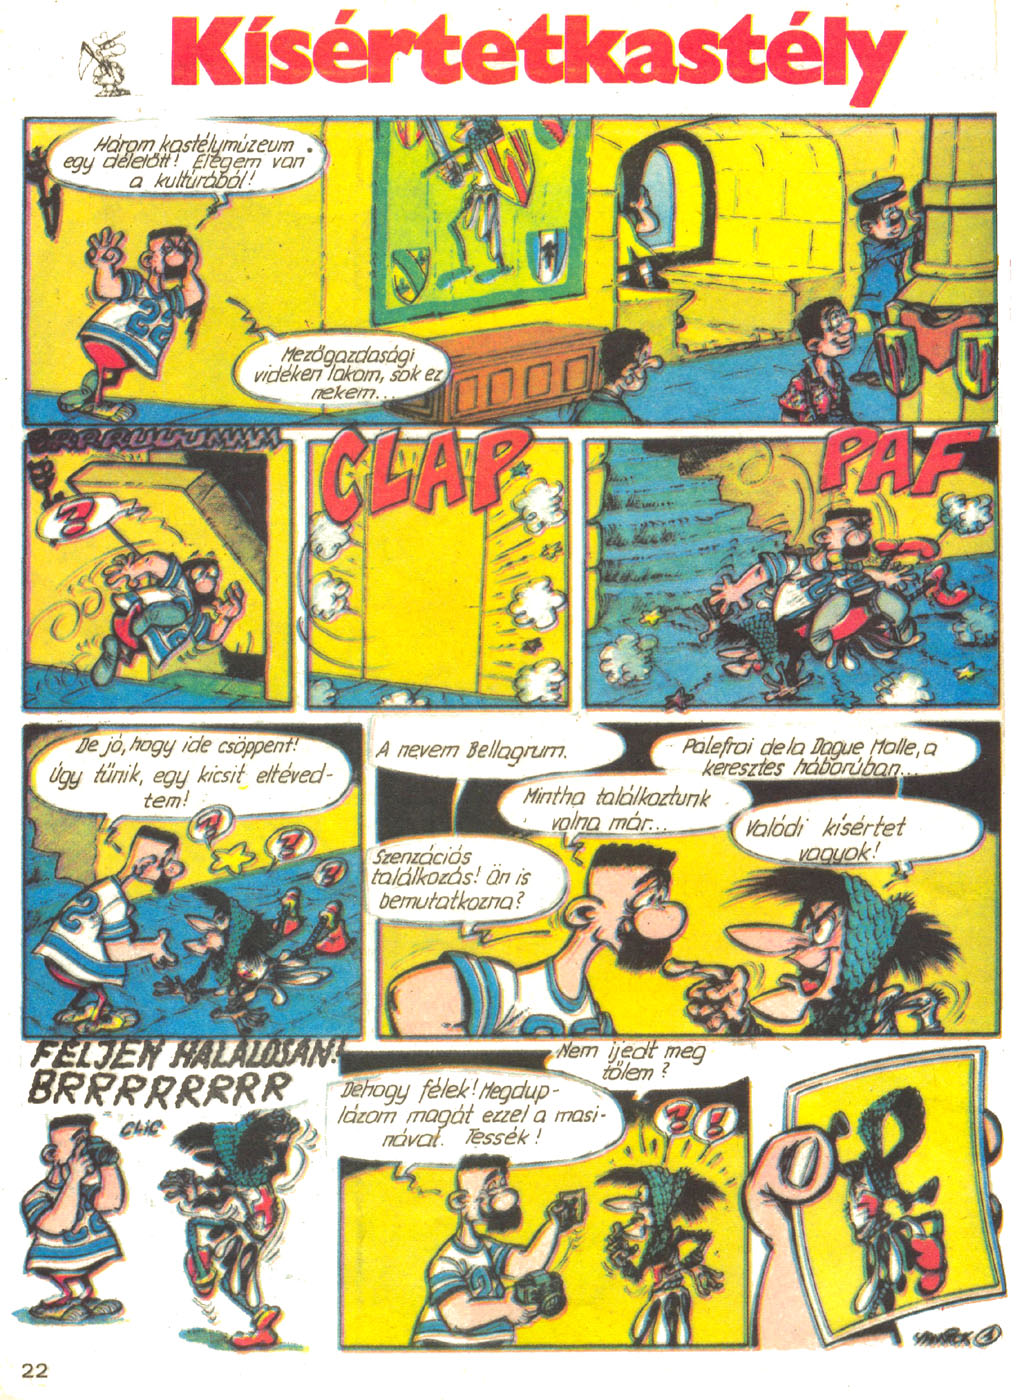 Kísértetkastély
Három kastélymúzeum
egy délelőtt! Elegem van
a kultúrából!
Mezőgazdasági
vidéken lakom, sok ez
nekem...
BRRRUUUUMMM
?
CLAP
PAF
De jó, hogy ide csöppent!
Úgy tűnik, egy kicsit eltéved-
tem!
?
?
?
A nevem Bellagrum.
Palefroi de la Dague Molle, a
keresztes háborúban...
Mintha találkoztunk
volna már...
Valódi kísértet
vagyok!
Szenzációs
találkozás! Ön is
bemutatkozna?
FÉLJEN HALÁLOSAN!
BRRRRRRRR
CLIC
Nem ijedt meg
tőlem?
Dehogy félek! Megdup-
lázom magát ezzel a masi-
nával. Tessék!
?
!
1
22